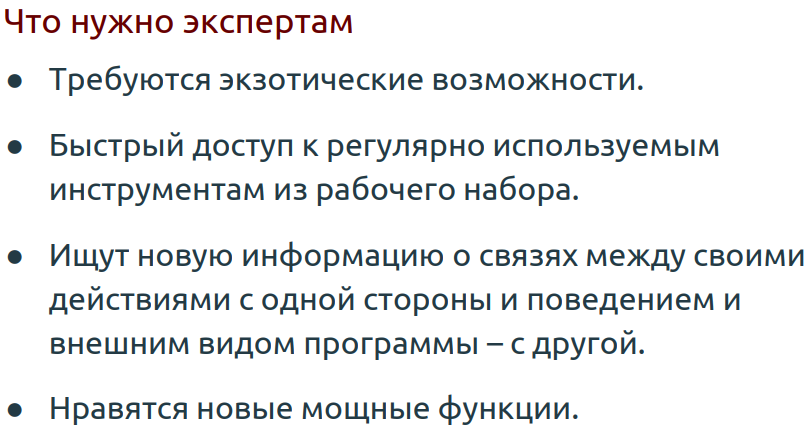 Что нужно экспертам
● Требуются экзотические возможности.
● Быстрый доступ к регулярно используемым
инструментам из рабочего набора.
● Ищут новую информацию о связях между своими
действиями с одной стороны и поведением и
внешним видом программы – с другой.
● Нравятся новые мощные функции.